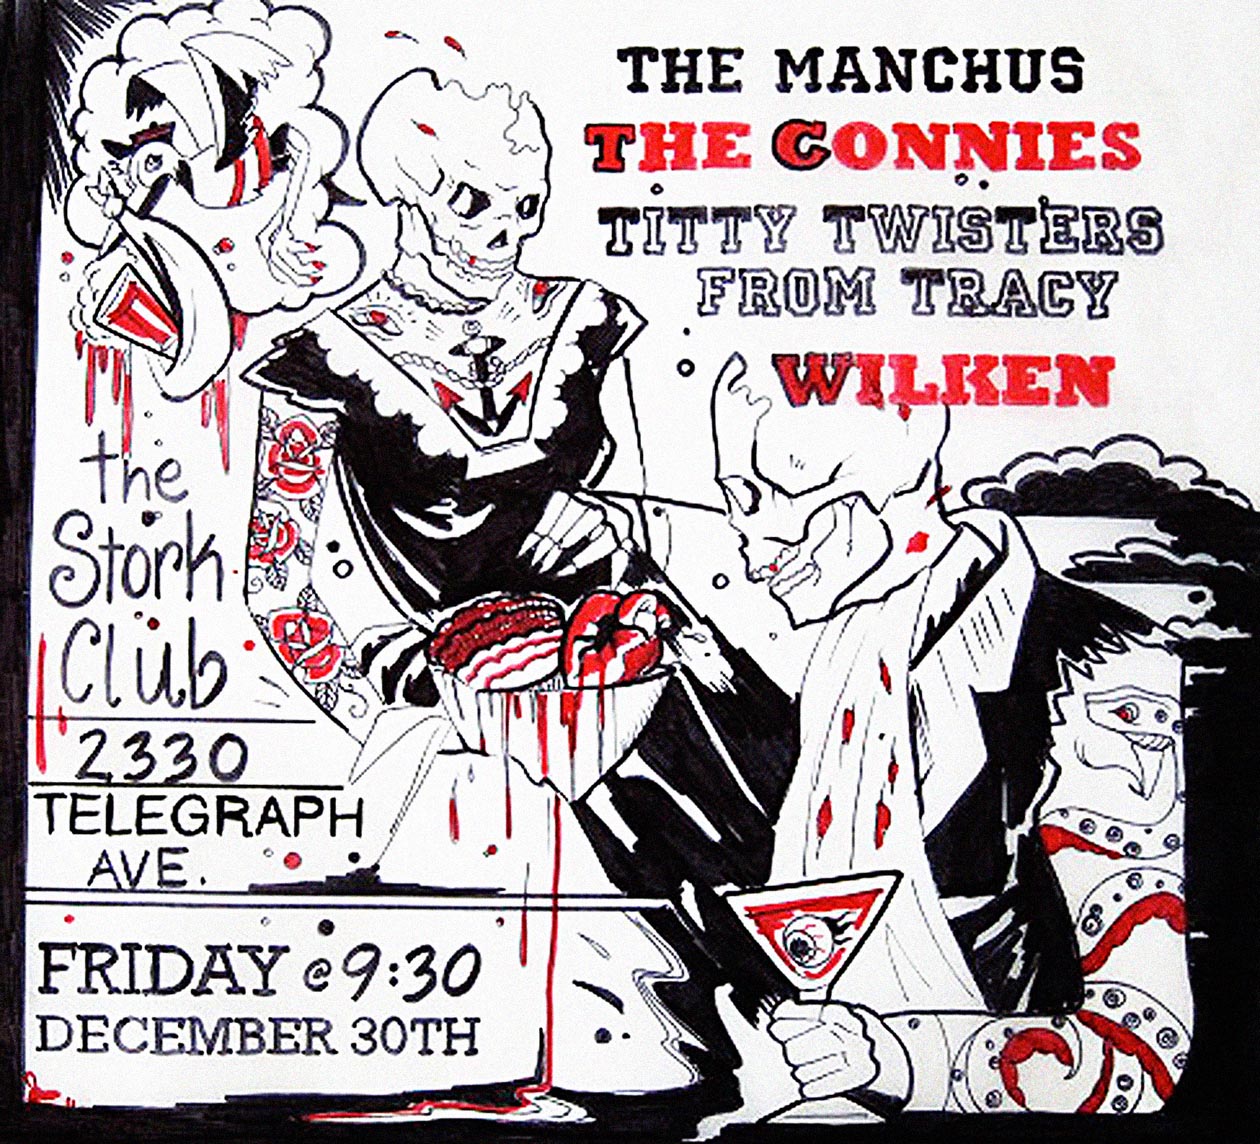 THE MANCHUS
THE CONNIES
TITTY TWISTERS
FROM TRACY
WILKEN
the
Stork
Club
2330
TELEGRAPH
AVE.
FRIDAY @ 9:30
DECEMBER 30TH